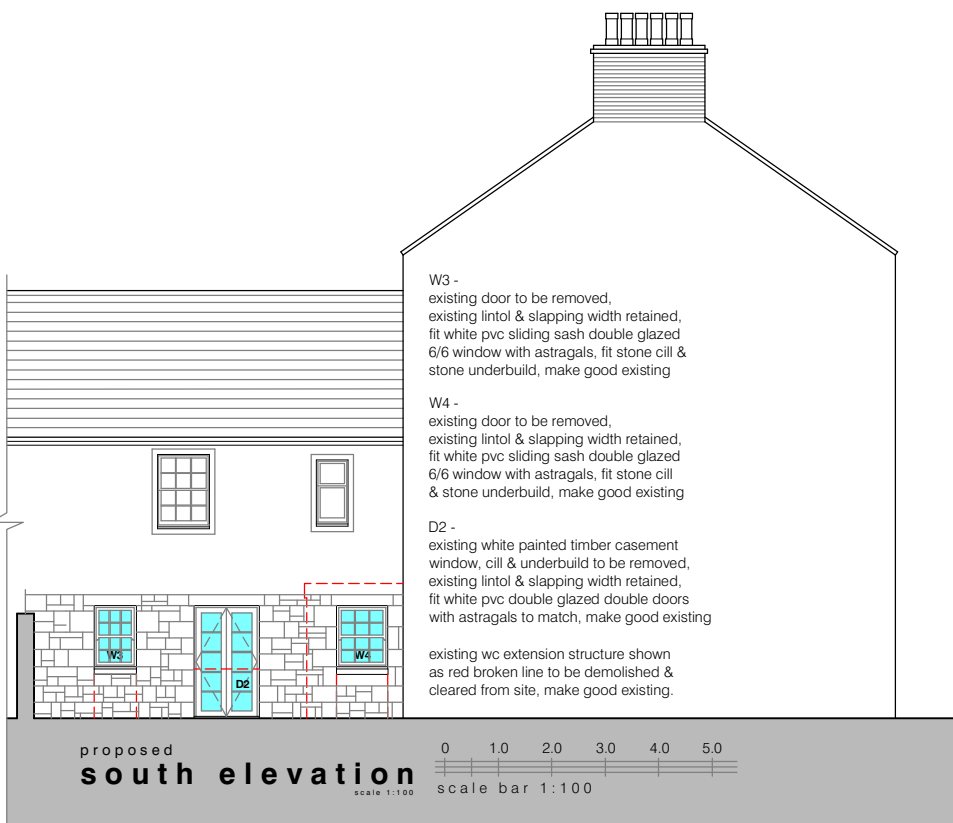 W3 -
existing door to be removed,
existing lintol & slapping width retained,
fit white pvc sliding sash double glazed
6/6 window with astragals, fit stone cill &
stone underbuild, make good existing
W4 -
existing door to be removed,
existing lintol & slapping width retained,
fit white pvc sliding sash double glazed
6/6 window with astragals, fit stone cill
& stone underbuild, make good existing
D2 -
existing white painted timber casement
window, cill & underbuild to be removed,
existing lintol & slapping width retained,
fit white pvc double glazed double doors
with astragals to match, make good existing
existing wc extension structure shown
as red broken line to be demolished &
cleared from site, make good existing.
W3
W4
D2
proposed
south elevation
scale 1:100
0 1.0 2.0 3.0 4.0 5.0
scale bar 1:100